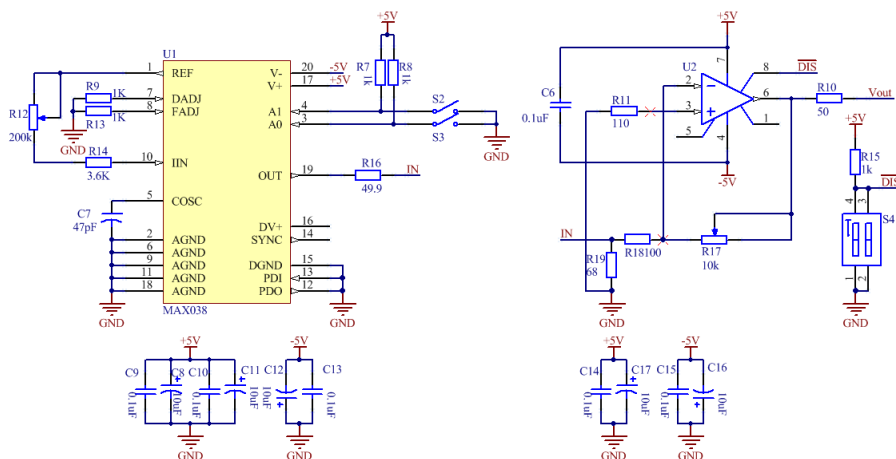 U1
MAX038
1 REF
7 DADJ
8 FADJ
10 IIN
5 COSC
2 AGND
6 AGND
9 AGND
11 AGND
18 AGND
V- 20 -5V
V+ 17 +5V
A1 4
A0 3
OUT 19
DV+ 16
SYNC 14
DGND 15
PDI 13
PDO 12
R12
200k
R9
1K
R13
1K
GND
R14
3.6K
C7
47pF
GND
+5V
R7
1k
R8
1k
S2
S3
GND
R16
49.9
IN
GND
+5V
C6
0.1uF
R11
110
U2
7
2
3
5
4
8
6
1
DIS
R10
50
Vout
-5V
GND
IN
R19
68
R18100
R17
10k
+5V
R15
1k
DIS
4
3
S4
1
2
GND
+5V
C9
0.1uF
C8
10uF
C10
0.1uF
C11
10uF
GND
-5V
C12
10uF
C13
0.1uF
GND
+5V
C14
0.1uF
C17
10uF
GND
-5V
C15
0.1uF
C16
10uF
GND